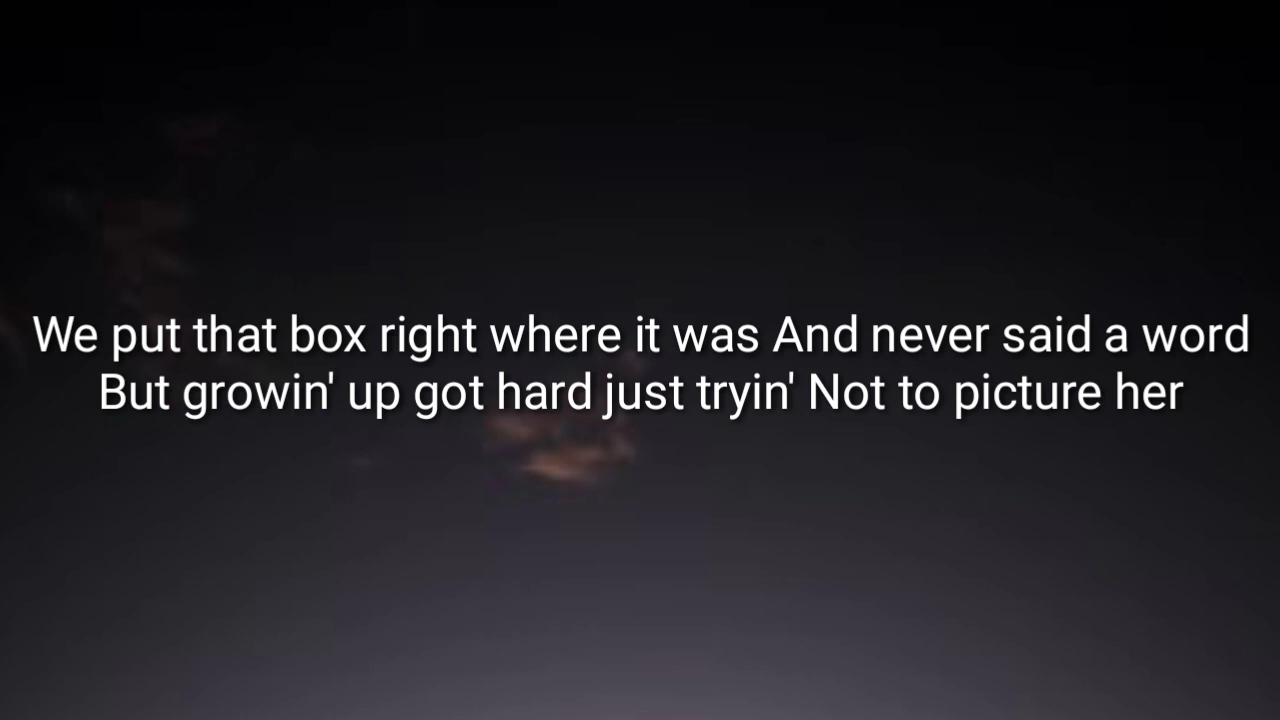 We put that box right where it was And never said a word
But growin' up got hard just tryin' Not to picture her